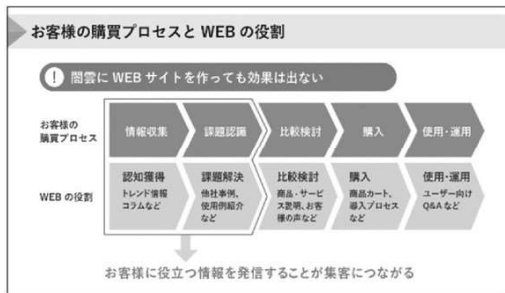 お客様の購買プロセスと WEB の役割
! 闇雲に WEB サイトを作っても効果は出ない
お客様の
購買プロセス
情報収集
課題認識
比較検討
購入
使用・運用
WEB の役割
認知獲得
トレンド情報
コラムなど
課題解決
他社事例、
使用例紹介
など
比較検討
商品・サービ
ス説明、お客
様の声など
購入
商品カート、
導入プロセス
など
使用・運用
ユーザー向け
Q&A など
お客様に役立つ情報を発信することが集客につながる